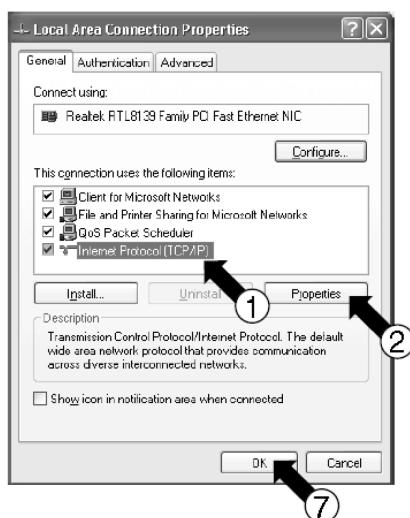 Local Area Connection Properties
General Authentication Advanced
Connect using:
Realtek RTL8139 Family PCI Fast Ethernet NIC
Configure...
This connection uses the following items:
Client for Microsoft Networks
File and Printer Sharing for Microsoft Networks
QoS Packet Scheduler
Internet Protocol (TCP/IP)
1
Install... Uninstal Properties
2
Description
Transmission Control Protocol/Internet Protocol. The default
wide area network protocol that provides communication
across diverse interconnected networks.
Show icon in notification area when connected
OK Cancel
7